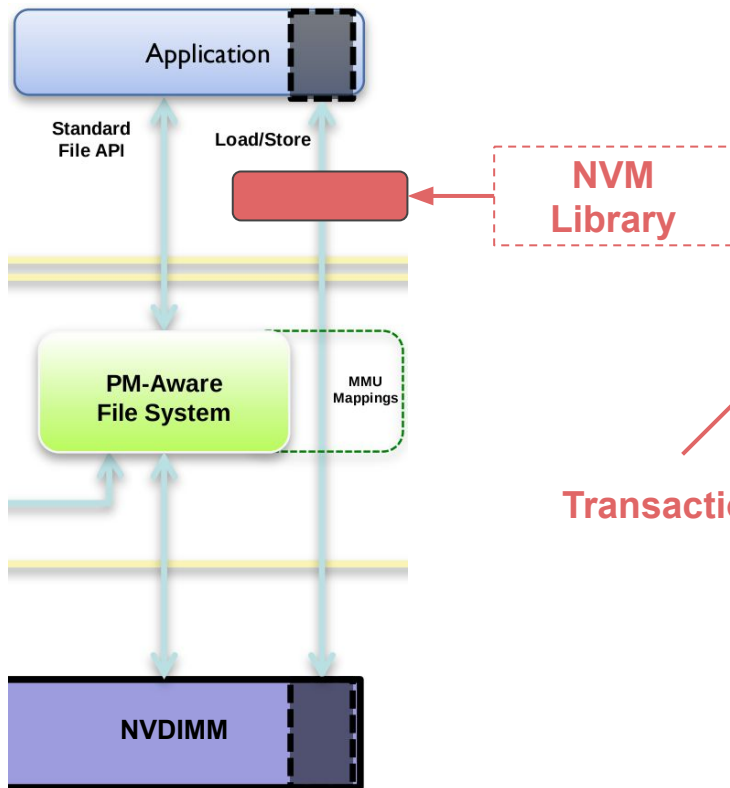 Application
Standard
File API
Load/Store
NVM
Library
PM-Aware
File System
MMU
Mappings
NVDIMM